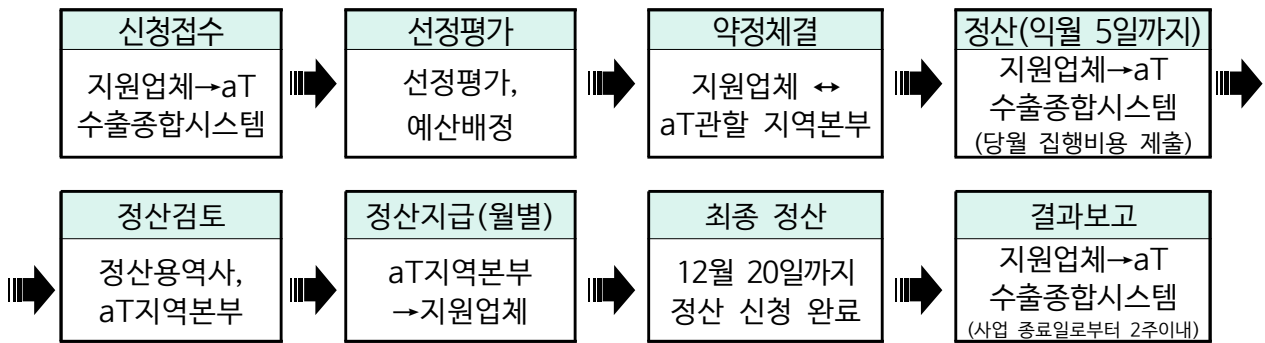 신청접수
지원업체→aT
수출종합시스템
선정평가
선정평가,
예산배정
약정체결
지원업체 ↔
aT관할 지역본부
정산(익월 5일까지)
지원업체→aT
수출종합시스템
(당월 집행비용 제출)
정산검토
정산용역사,
aT지역본부
정산지급(월별)
aT지역본부
→지원업체
최종 정산
12월 20일까지
정산 신청 완료
결과보고
지원업체→aT
수출종합시스템
(사업 종료일로부터 2주이내)